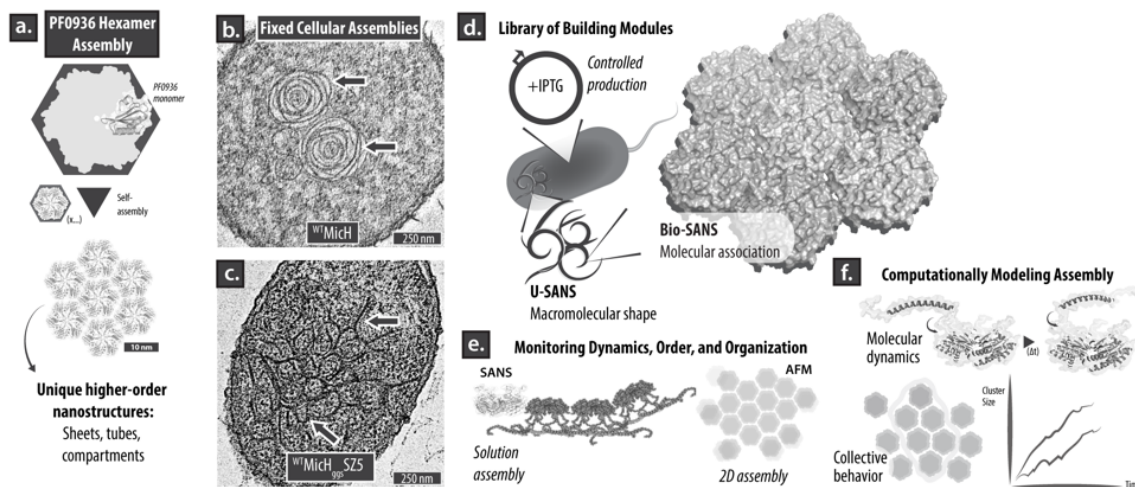 a.
PF0936 Hexamer
Assembly
PF0936
monomer
(x...)
Self-
assembly
10 nm
Unique higher-order
nanostructures:
Sheets, tubes,
compartments
b.
Fixed Cellular Assemblies
WTMicH
250 nm
c.
WTMicHggsSZ5
250 nm
d.
Library of Building Modules
+IPTG
Controlled
production
Bio-SANS
Molecular association
U-SANS
Macromolecular shape
e.
Monitoring Dynamics, Order, and Organization
SANS
AFM
Solution
assembly
2D assembly
f.
Computationally Modeling Assembly
Molecular
dynamics
(Δt)
Cluster
Size
Collective
behavior